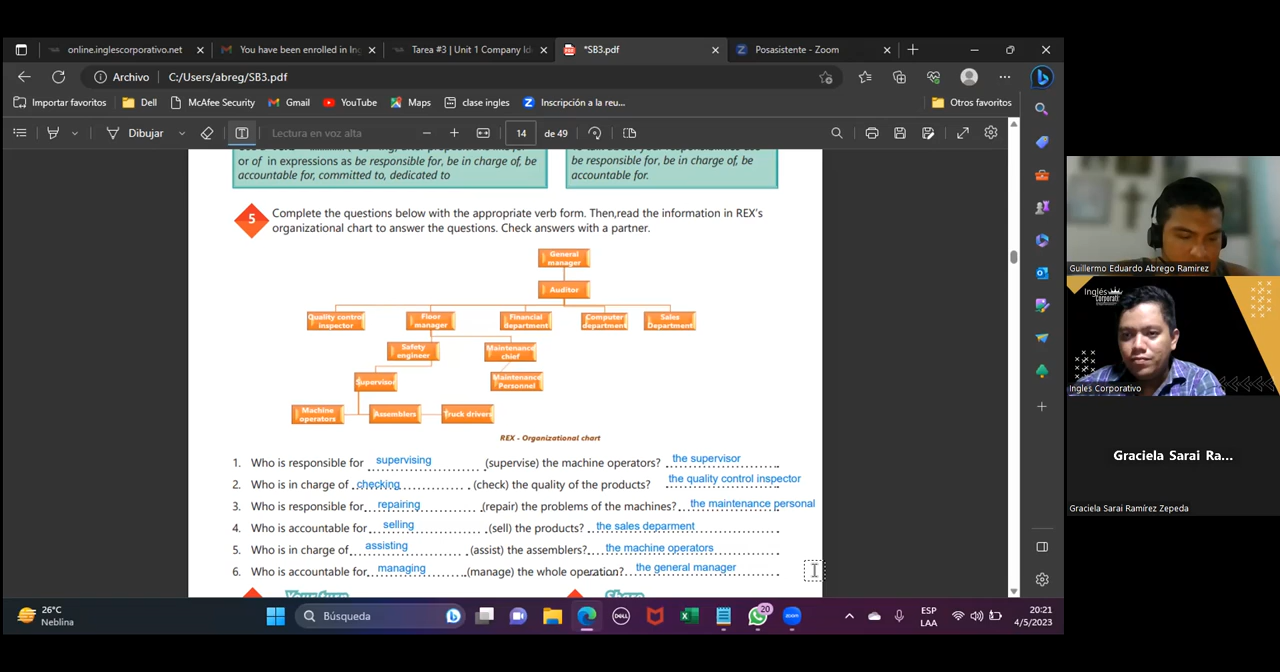 online.inglescorporativo.net
You have been enrolled in Ing
Tarea #3 | Unit 1 Company Id
*SB3.pdf
Posasistente - Zoom
Archivo
C:/Users/abreg/SB3.pdf
Importar favoritos
Dell
McAfee Security
Gmail
YouTube
Maps
clase ingles
Inscripción a la reu...
Otros favoritos
Dibujar
Lectura en voz alta
14
de 49
or of in expressions as be responsible for, be in charge of, be
accountable for, committed to, dedicated to
be responsible for, be in charge of, be
accountable for.
5
Complete the questions below with the appropriate verb form. Then,read the information in REX's
organizational chart to answer the questions. Check answers with a partner.
General
manager
Auditor
Quality control
inspector
Floor
manager
Financial
department
Computer
department
Sales
Department
Safety
engineer
Maintenance
chief
Supervisor
Maintenance
Personnel
Machine
operators
Assemblers
Truck drivers
REX - Organizational chart
1. Who is responsible for supervising (supervise) the machine operators? the supervisor
2. Who is in charge of checking (check) the quality of the products? the quality control inspector
3. Who is responsible for repairing (repair) the problems of the machines? the maintenance personal
4. Who is accountable for selling (sell) the products? the sales deparment
5. Who is in charge of assisting (assist) the assemblers? the machine operators
6. Who is accountable for managing (manage) the whole operation? the general manager
Your turn
Share
Guillermo Eduardo Abrego Ramirez
Inglés
Corporati
Ingles Corporativo
Graciela Sarai Ra...
Graciela Sarai Ramírez Zepeda
26°C
Neblina
Búsqueda
DELL
20
zoom
ESP
LAA
20:21
4/5/2023